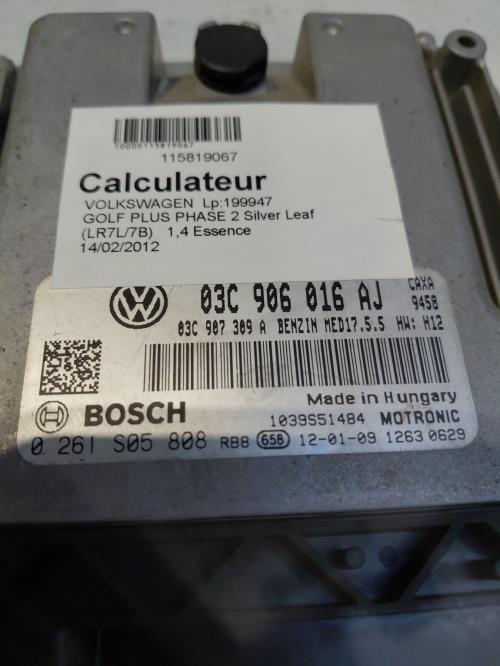 10000115819067
115819067
Calculateur
VOLKSWAGEN Lp:199947
GOLF PLUS PHASE 2 Silver Leaf
(LR7L/7B) 1,4 Essence
14/02/2012
03C 906 016 AJ CAXA
9458
03C 907 309 A BENZIN MED17.5.5 HW: H12
Made in Hungary
BOSCH 1039S51484 MOTRONIC
0 261 S05 808 RB8 65B 12-01-09 1263 0629